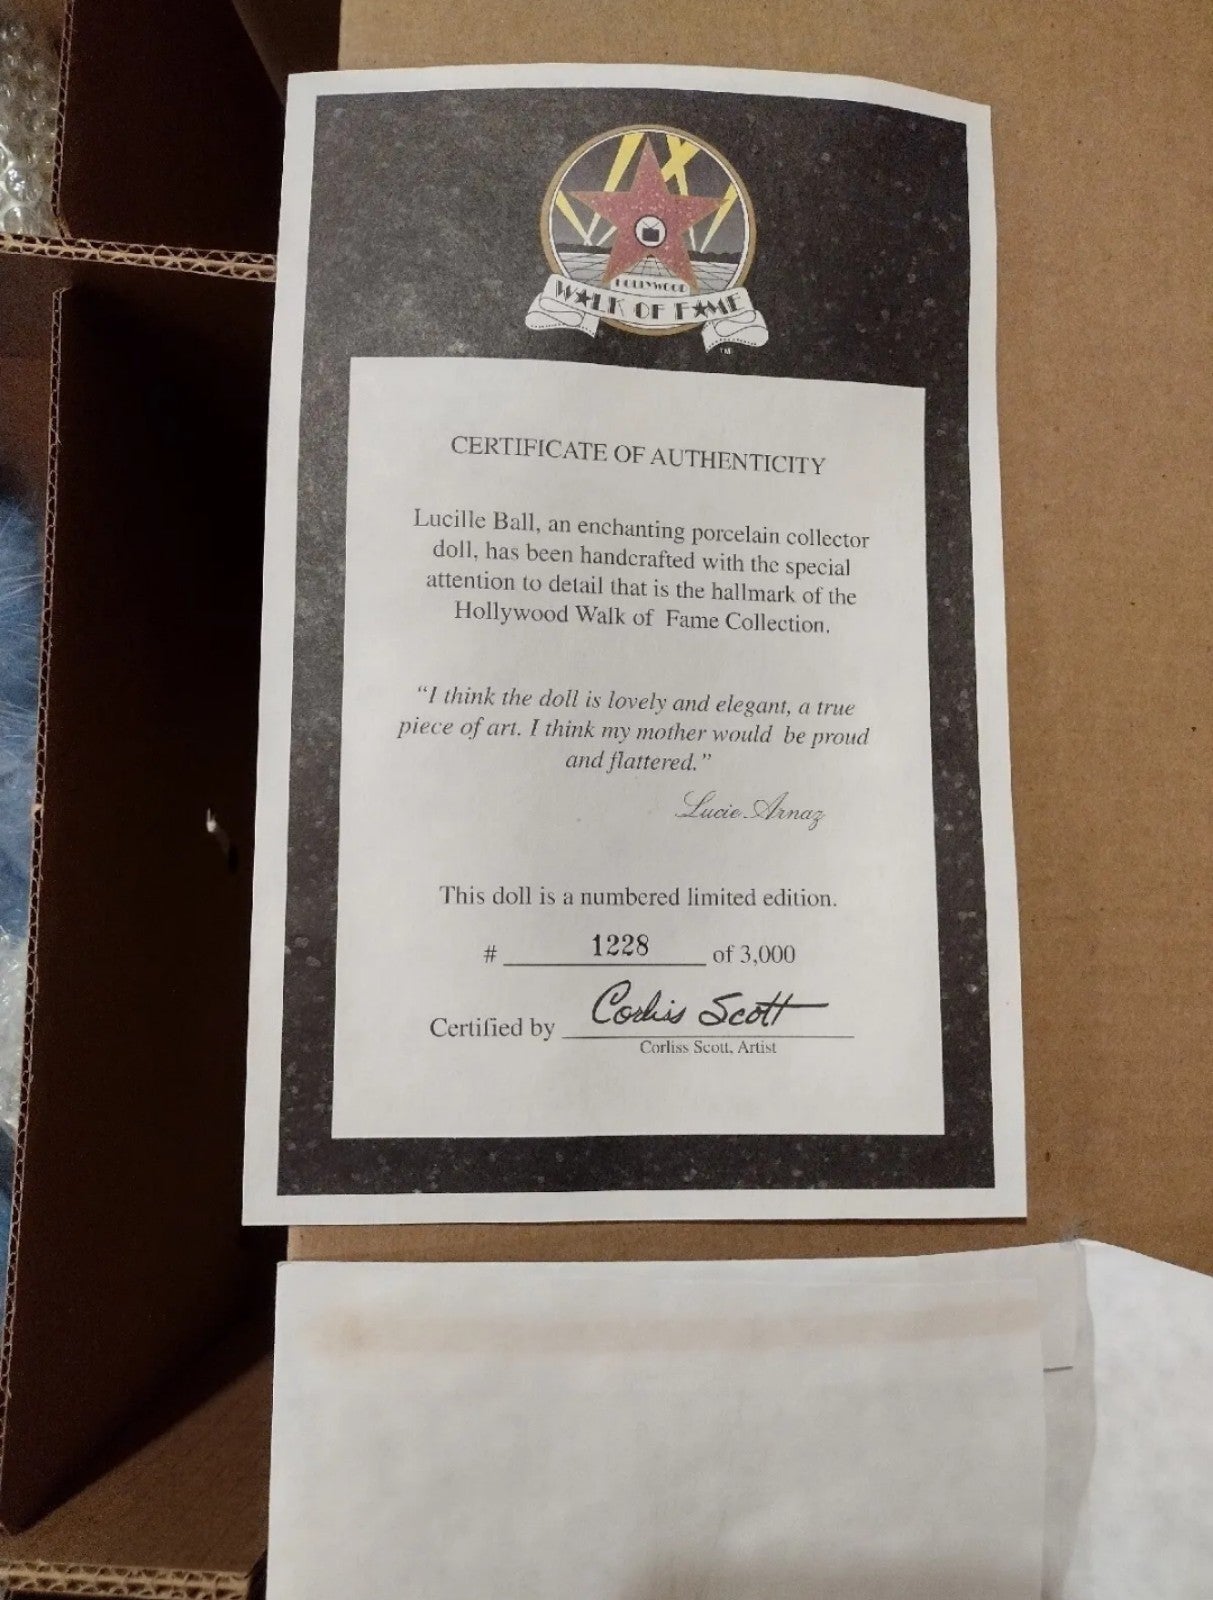 HOLLYWOOD
WALK OF FAME
TM
CERTIFICATE OF AUTHENTICITY
Lucille Ball, an enchanting porcelain collector
doll, has been handcrafted with the special
attention to detail that is the hallmark of the
Hollywood Walk of Fame Collection.
“I think the doll is lovely and elegant, a true
piece of art. I think my mother would be proud
and flattered.”
Lucie Arnaz
This doll is a numbered limited edition.
# 1228 of 3,000
Certified by Corliss Scott
Corliss Scott, Artist